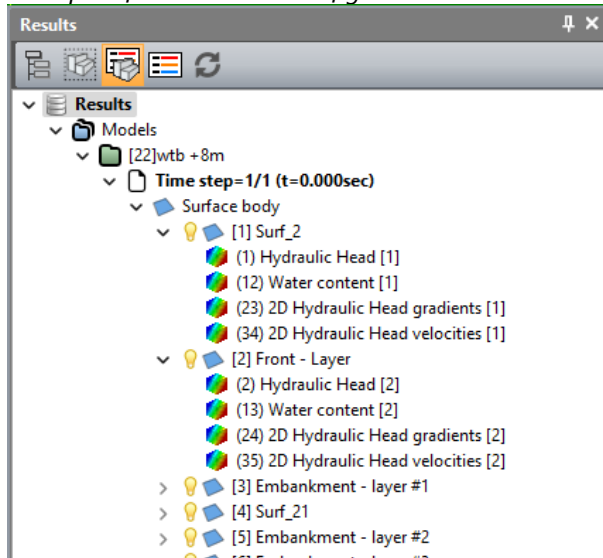 Results
Results
Models
[22]wtb +8m
Time step=1/1 (t=0.000sec)
Surface body
[1] Surf_2
(1) Hydraulic Head [1]
(12) Water content [1]
(23) 2D Hydraulic Head gradients [1]
(34) 2D Hydraulic Head velocities [1]
[2] Front - Layer
(2) Hydraulic Head [2]
(13) Water content [2]
(24) 2D Hydraulic Head gradients [2]
(35) 2D Hydraulic Head velocities [2]
[3] Embankment - layer #1
[4] Surf_21
[5] Embankment - layer #2